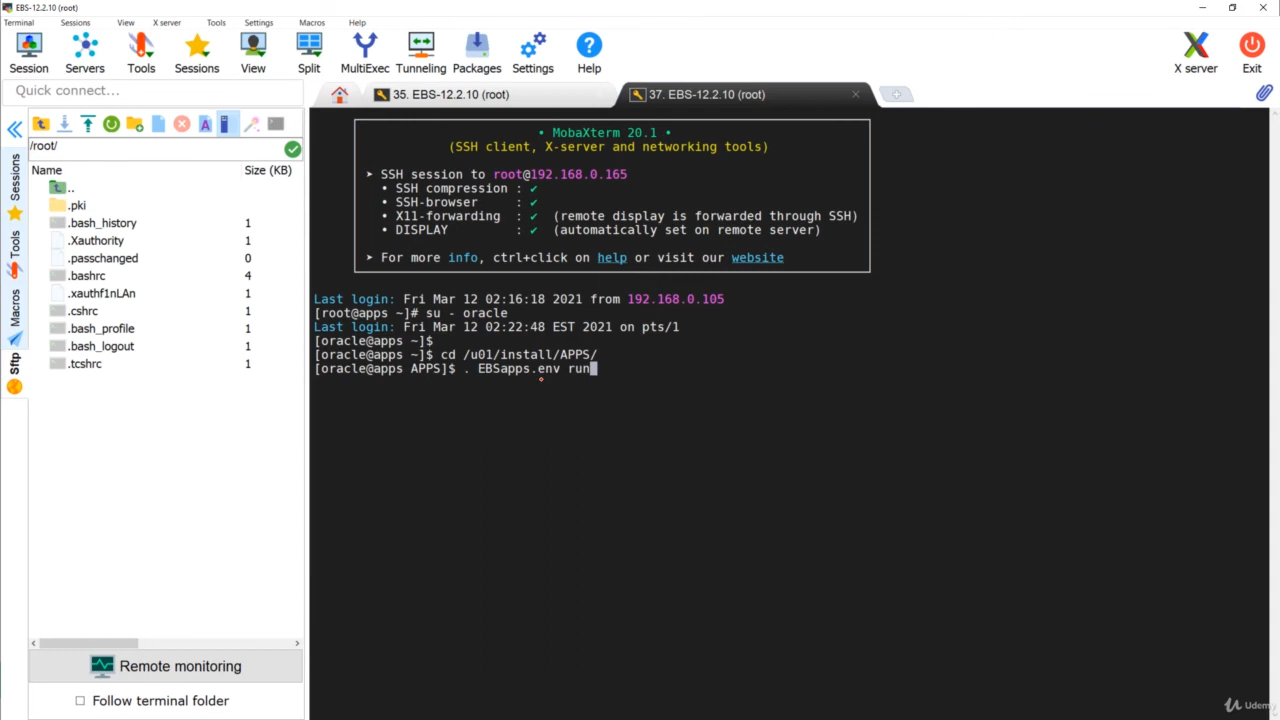 EBS-12.2.10 (root)
Terminal Sessions View X server Tools Settings Macros Help
Session Servers Tools Sessions View Split MultiExec Tunneling Packages Settings Help X server Exit
Quick connect...
35. EBS-12.2.10 (root)
37. EBS-12.2.10 (root)
/root/
Name Size (KB)
..
.pki
.bash_history 1
.Xauthority 1
.passchanged 0
.bashrc 4
.xauthf1nLAn 1
.cshrc 1
.bash_profile 1
.bash_logout 1
.tcshrc 1
Sessions
Tools
Macros
Sftp
Remote monitoring
Follow terminal folder
• MobaXterm 20.1 •
(SSH client, X-server and networking tools)
➤ SSH session to root@192.168.0.165
• SSH compression : ✔
• SSH-browser : ✔
• X11-forwarding : ✔ (remote display is forwarded through SSH)
• DISPLAY : ✔ (automatically set on remote server)
➤ For more info, ctrl+click on help or visit our website
Last login: Fri Mar 12 02:16:18 2021 from 192.168.0.105
[root@apps ~]# su - oracle
Last login: Fri Mar 12 02:22:48 EST 2021 on pts/1
[oracle@apps ~]$
[oracle@apps ~]$ cd /u01/install/APPS/
[oracle@apps APPS]$ . EBSapps.env run
Udemy